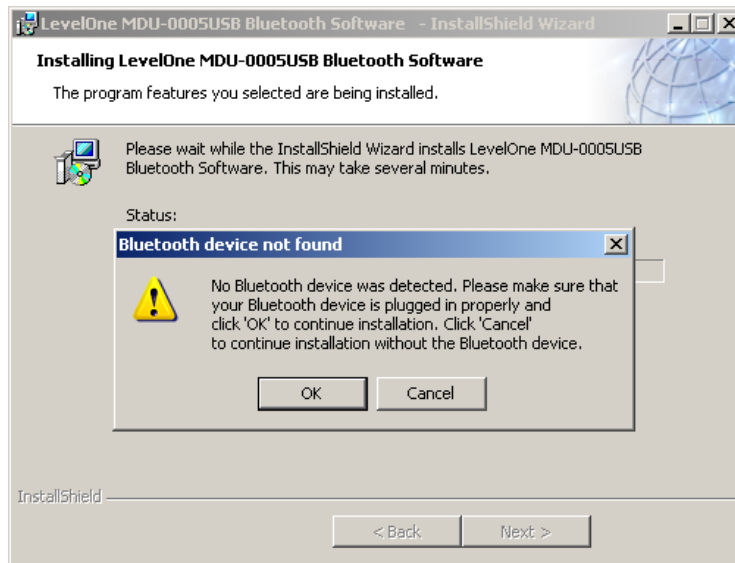 LevelOne MDU-0005USB Bluetooth Software - InstallShield Wizard
Installing LevelOne MDU-0005USB Bluetooth Software
The program features you selected are being installed.
Please wait while the InstallShield Wizard installs LevelOne MDU-0005USB
Bluetooth Software. This may take several minutes.
Status:
Bluetooth device not found
No Bluetooth device was detected. Please make sure that
your Bluetooth device is plugged in properly and
click 'OK' to continue installation. Click 'Cancel'
to continue installation without the Bluetooth device.
OK
Cancel
InstallShield
< Back
Next >